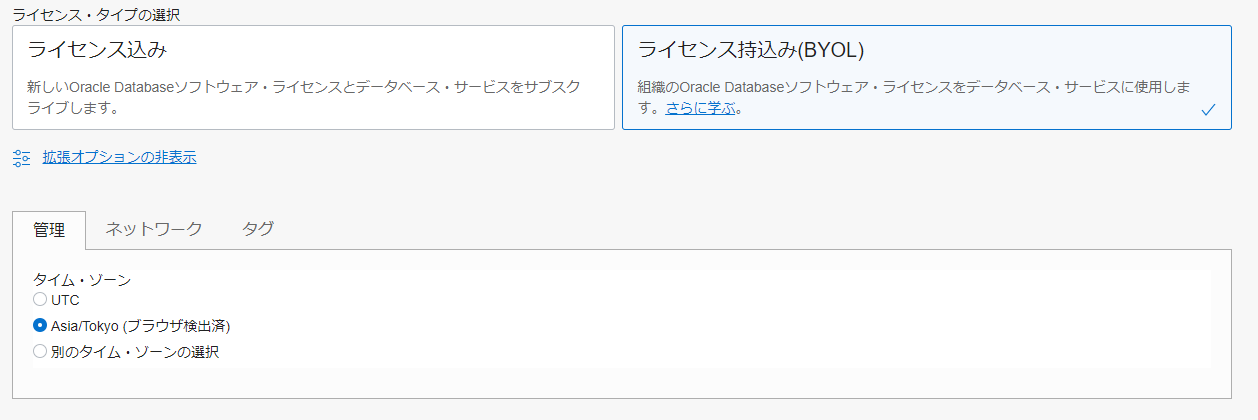 ライセンス・タイプの選択
ライセンス込み
新しいOracle Databaseソフトウェア・ライセンスとデータベース・サービスをサブスク
ライブします。
ライセンス持込み(BYOL)
組織のOracle Databaseソフトウェア・ライセンスをデータベース・サービスに使用しま
す。さらに学ぶ。
拡張オプションの非表示
管理 ネットワーク タグ
タイム・ゾーン
UTC
Asia/Tokyo (ブラウザ検出済)
別のタイム・ゾーンの選択